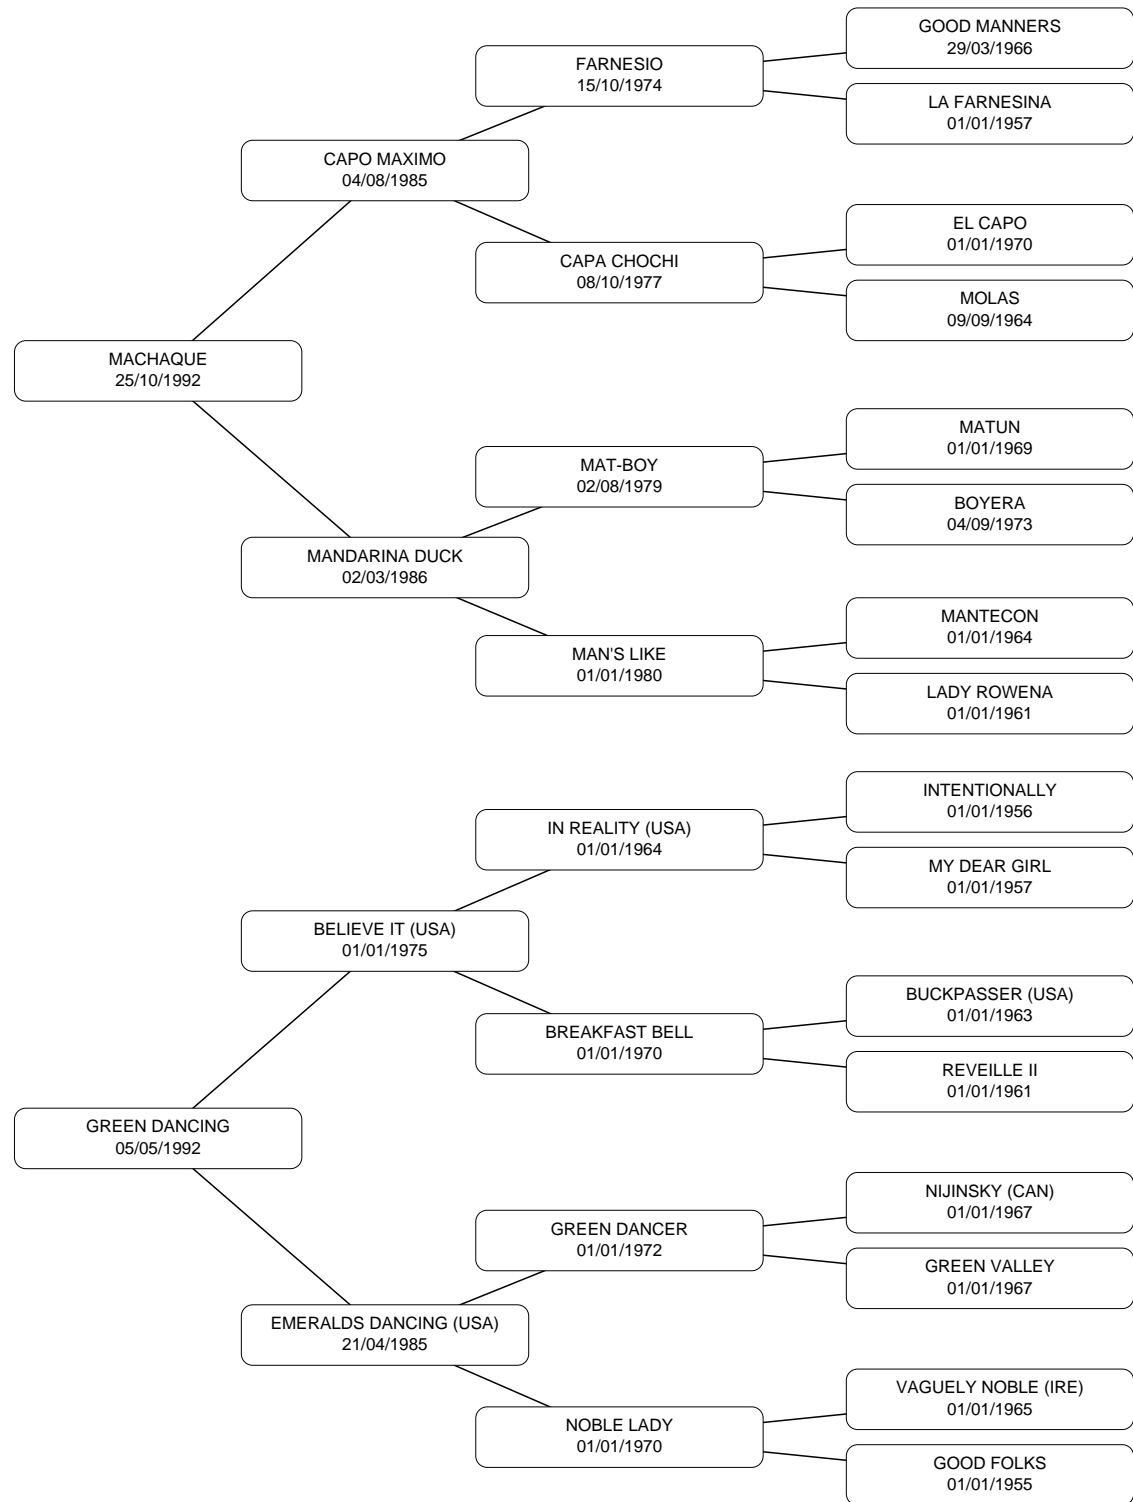 GOOD MANNERS
29/03/1966
FARNESIO
15/10/1974
LA FARNESINA
01/01/1957
CAPO MAXIMO
04/08/1985
EL CAPO
01/01/1970
CAPA CHOCHI
08/10/1977
MOLAS
09/09/1964
MACHAQUE
25/10/1992
MATUN
01/01/1969
MAT-BOY
02/08/1979
BOYERA
04/09/1973
MANDARINA DUCK
02/03/1986
MANTECON
01/01/1964
MAN'S LIKE
01/01/1980
LADY ROWENA
01/01/1961
INTENTIONALLY
01/01/1956
IN REALITY (USA)
01/01/1964
MY DEAR GIRL
01/01/1957
BELIEVE IT (USA)
01/01/1975
BUCKPASSER (USA)
01/01/1963
BREAKFAST BELL
01/01/1970
REVEILLE II
01/01/1961
GREEN DANCING
05/05/1992
NIJINSKY (CAN)
01/01/1967
GREEN DANCER
01/01/1972
GREEN VALLEY
01/01/1967
EMERALDS DANCING (USA)
21/04/1985
VAGUELY NOBLE (IRE)
01/01/1965
NOBLE LADY
01/01/1970
GOOD FOLKS
01/01/1955